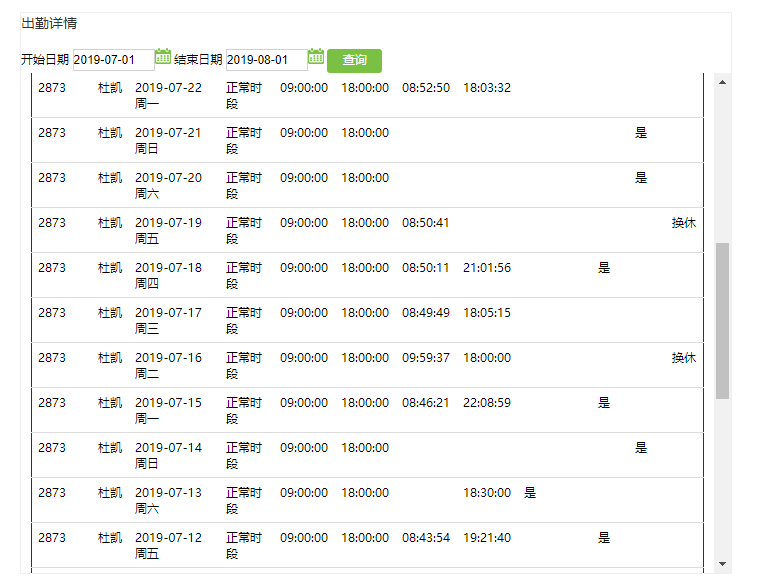 出勤详情
开始日期 2019-07-01 结束日期 2019-08-01 查询
2873 杜凯 2019-07-22 正常时 09:00:00 18:00:00 08:52:50 18:03:32
周一 段
2873 杜凯 2019-07-21 正常时 09:00:00 18:00:00 是
周日 段
2873 杜凯 2019-07-20 正常时 09:00:00 18:00:00 是
周六 段
2873 杜凯 2019-07-19 正常时 09:00:00 18:00:00 08:50:41 换休
周五 段
2873 杜凯 2019-07-18 正常时 09:00:00 18:00:00 08:50:11 21:01:56 是
周四 段
2873 杜凯 2019-07-17 正常时 09:00:00 18:00:00 08:49:49 18:05:15
周三 段
2873 杜凯 2019-07-16 正常时 09:00:00 18:00:00 09:59:37 18:00:00 换休
周二 段
2873 杜凯 2019-07-15 正常时 09:00:00 18:00:00 08:46:21 22:08:59 是
周一 段
2873 杜凯 2019-07-14 正常时 09:00:00 18:00:00 是
周日 段
2873 杜凯 2019-07-13 正常时 09:00:00 18:00:00 18:30:00 是
周六 段
2873 杜凯 2019-07-12 正常时 09:00:00 18:00:00 08:43:54 19:21:40 是
周五 段